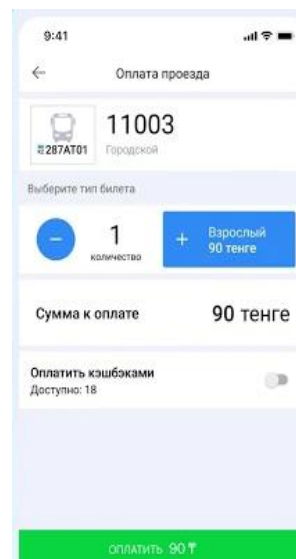 9:41
Оплата проезда
11003
287AT01
Городской
Выберите тип билета
− 1 + Взрослый
количество 90 тенге
Сумма к оплате 90 тенге
Оплатить кэшбэками
Доступно: 18
ОПЛАТИТЬ 90 ₸